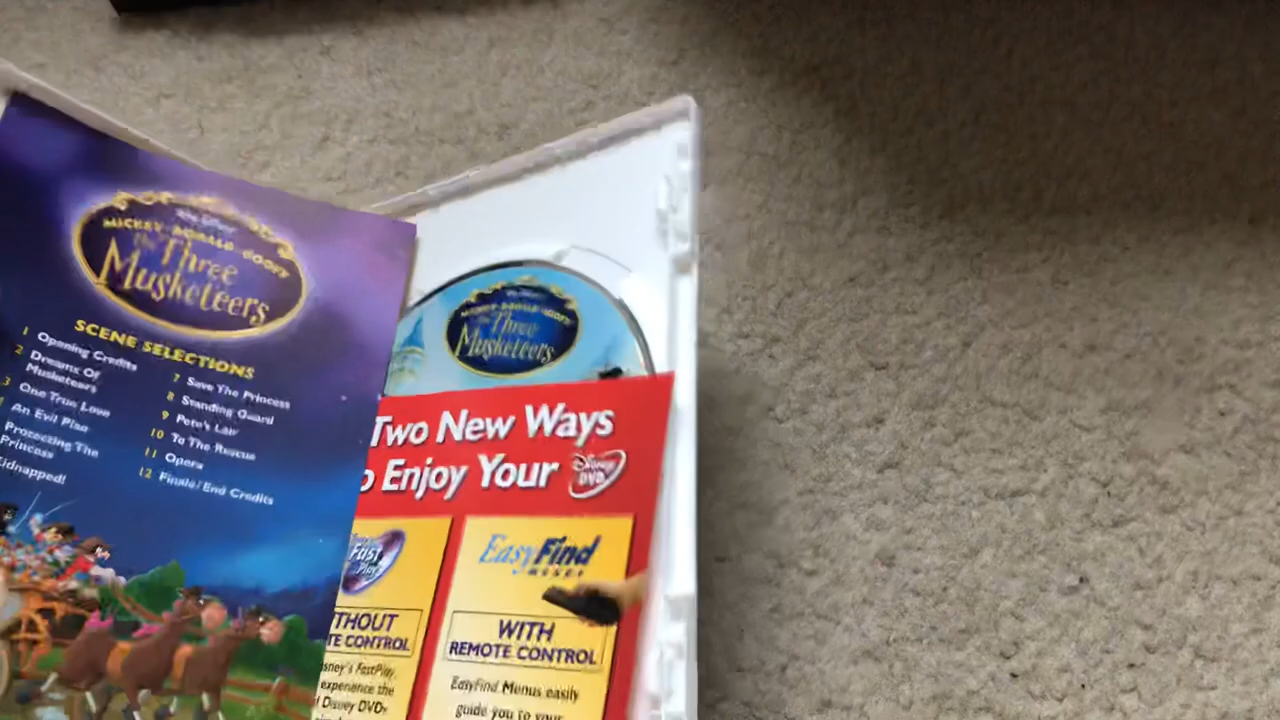 Walt Disney
MICKEY · DONALD · GOOFY
The Three
Musketeers
SCENE SELECTIONS
1 Opening Credits
2 Dreams Of
Musketeers
3 One True Love
An Evil Plan
Protecting The
Princess
Kidnapped!
7 Save The Princess
8 Standing Guard
9 Pete's Lair
10 To The Rescue
11 Opera
12 Finale/End Credits
MICKEY · DONALD · GOOFY
The Three
Musketeers
Two New Ways
o Enjoy Your Disney DVD
Fast
Play
THOUT
TE CONTROL
sney's FastPlay,
experience the
Disney DVDs
EasyFind
MENUS
WITH
REMOTE CONTROL
EasyFind Menus easily
guide you to your